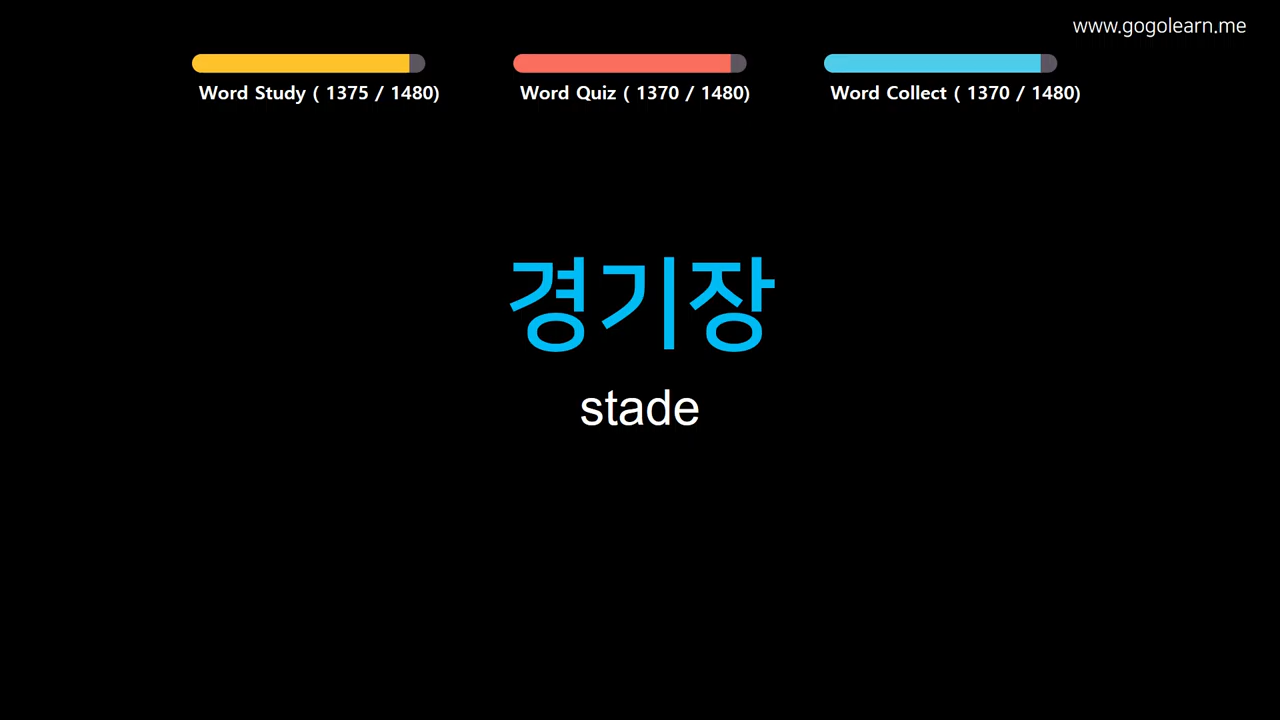 www.gogolearn.me
Word Study ( 1375 / 1480)
Word Quiz ( 1370 / 1480)
Word Collect ( 1370 / 1480)
경기장
stade